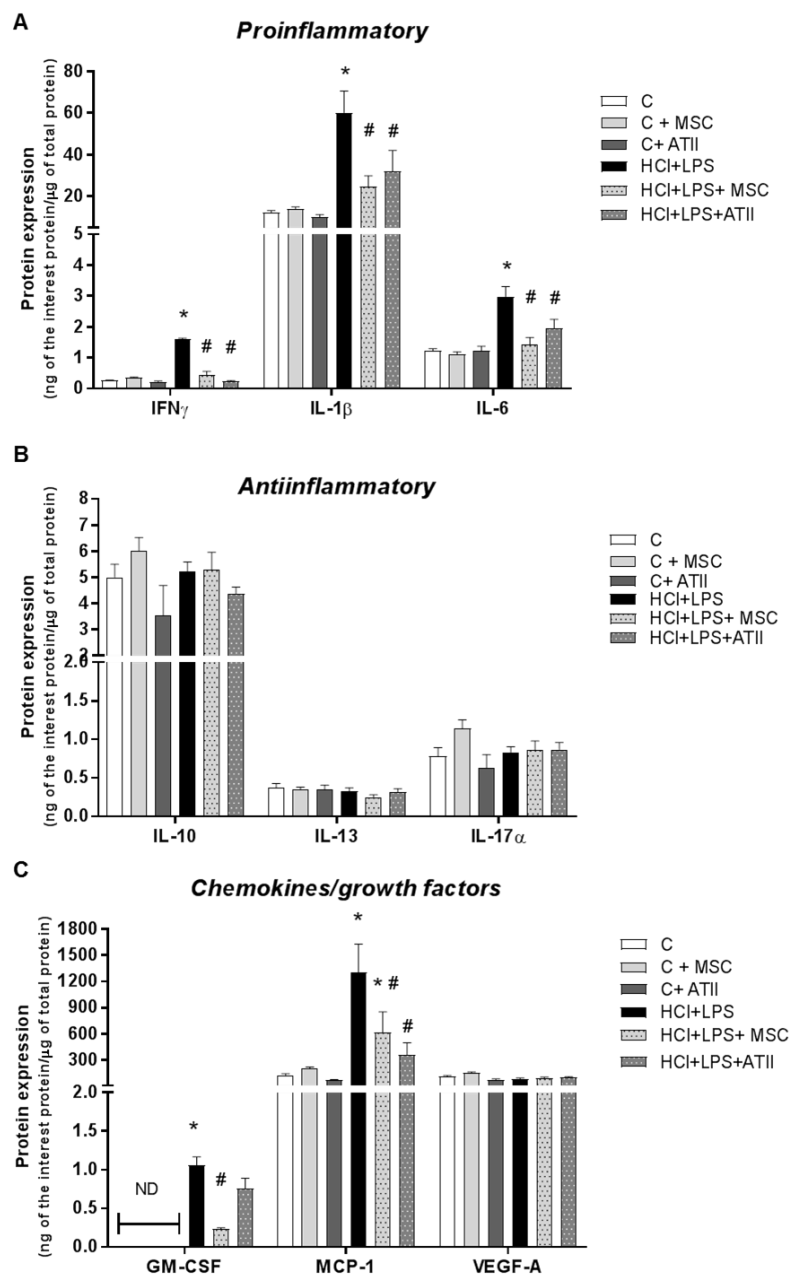 A
Proinflammatory
Protein expression
(ng of the interest protein/µg of total protein)
80
60
40
20
5
4
3
2
1
0
*
# #
*
# #
*
# #
IFNγ IL-1β IL-6
C
C + MSC
C+ ATII
HCl+LPS
HCl+LPS+ MSC
HCl+LPS+ATII
B
Antiinflammatory
Protein expression
(ng of the interest protein/µg of total protein)
8
7
6
5
4
3
2
2.0
1.5
1.0
0.5
0.0
IL-10 IL-13 IL-17α
C
C + MSC
C+ ATII
HCl+LPS
HCl+LPS+ MSC
HCl+LPS+ATII
C
Chemokines/growth factors
Protein expression
(ng of the interest protein/µg of total protein)
1800
1500
1200
900
600
300
2.0
1.5
1.0
0.5
0.0
ND
*
#
*
* #
#
GM-CSF MCP-1 VEGF-A
C
C + MSC
C+ ATII
HCl+LPS
HCl+LPS+ MSC
HCl+LPS+ATII